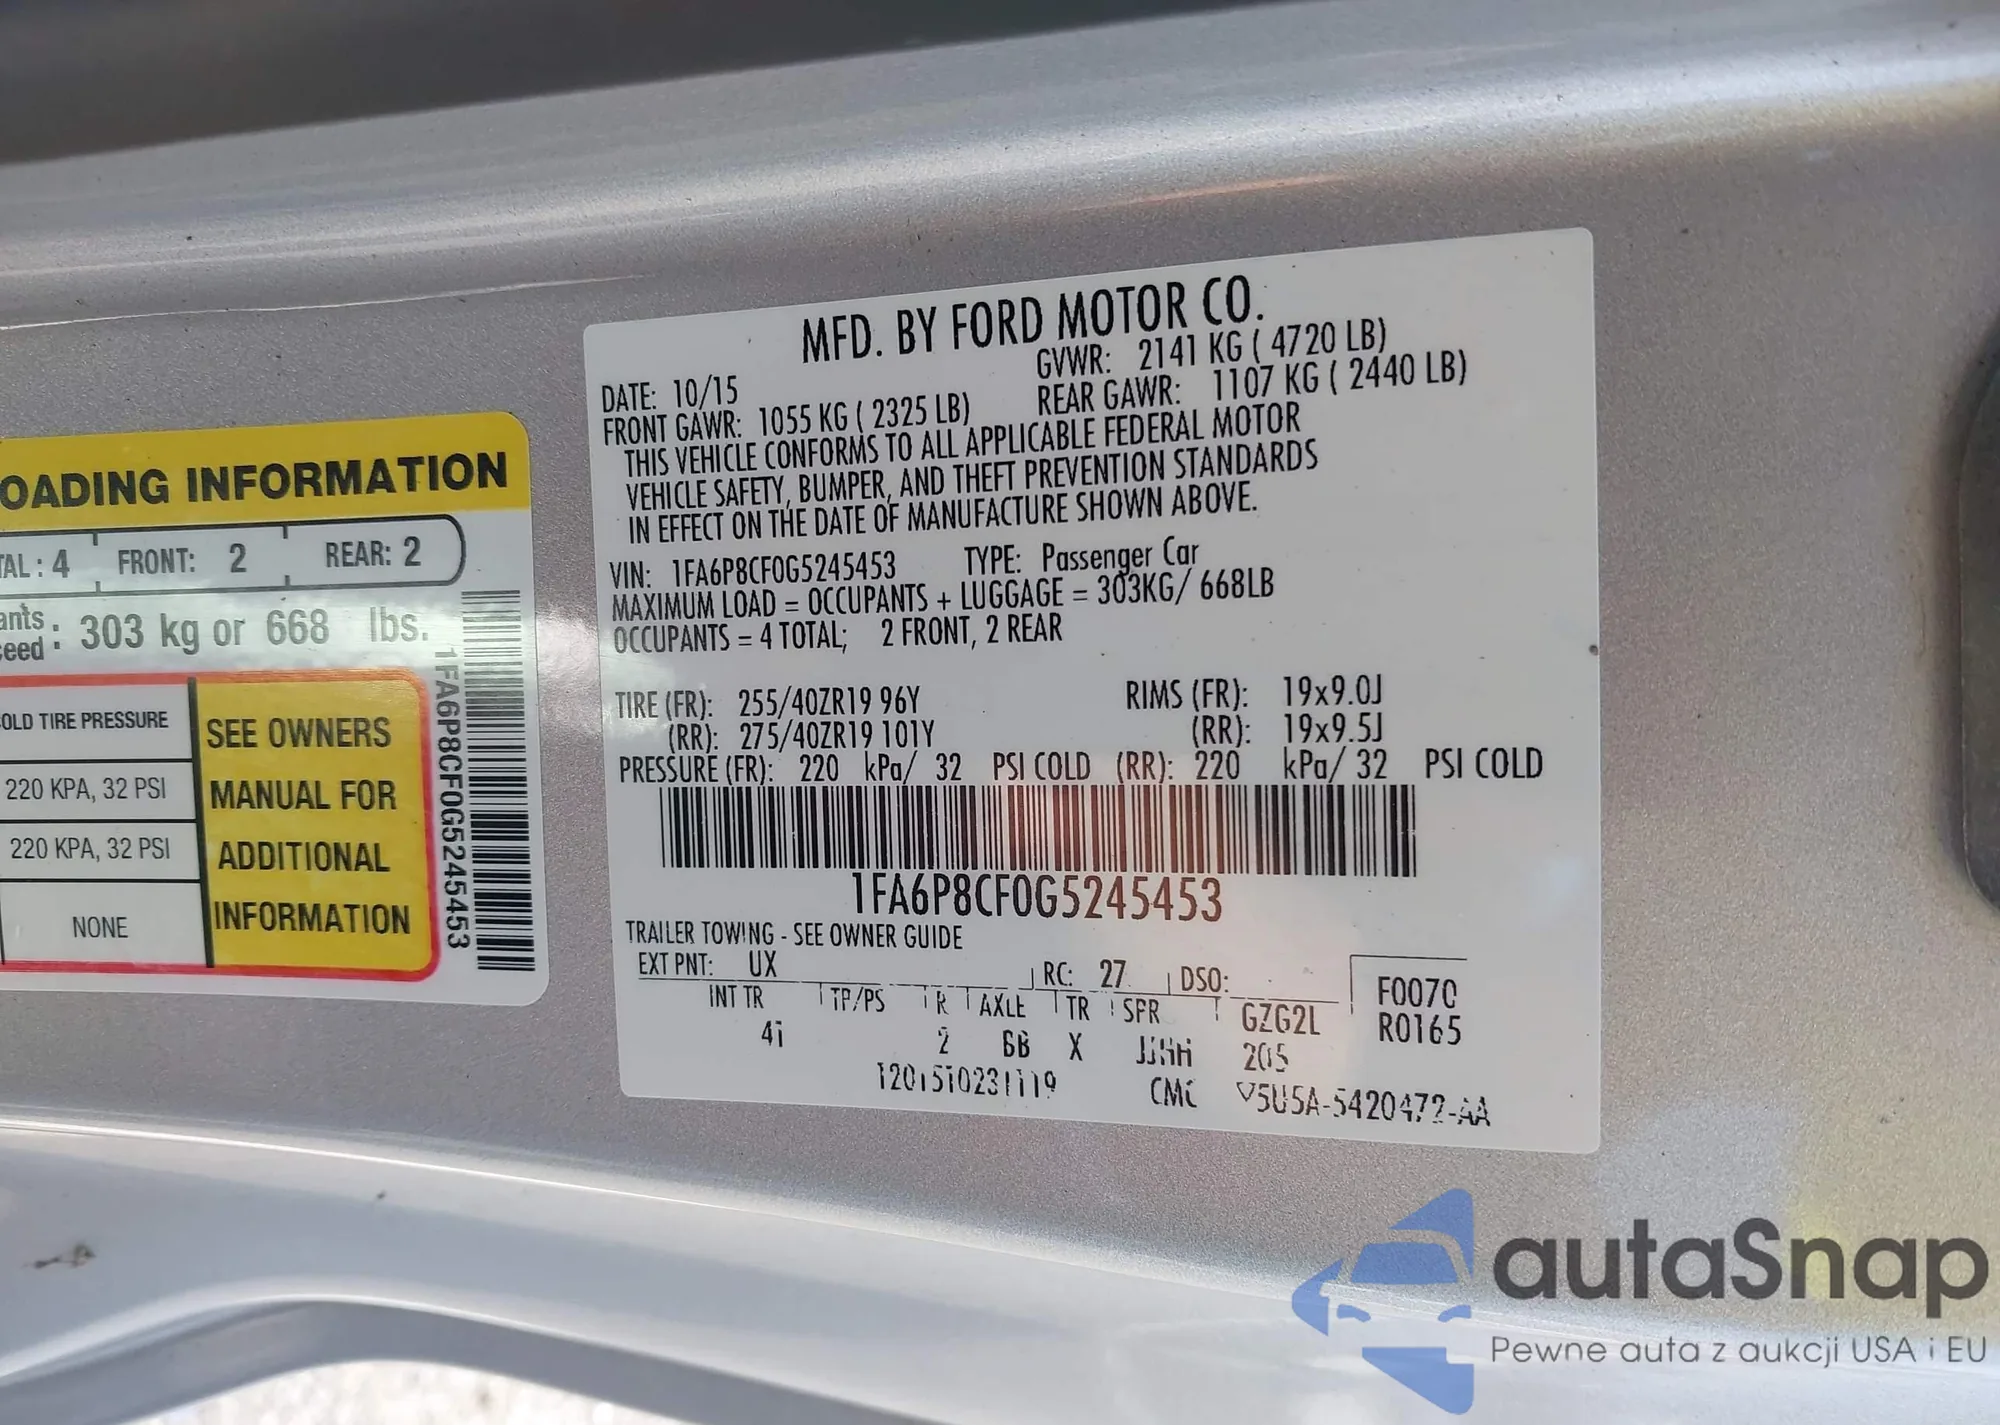 OADING INFORMATION
TAL: 4 FRONT: 2 REAR: 2
ants
ceed : 303 kg or 668 lbs.
OLD TIRE PRESSURE
220 KPA, 32 PSI
220 KPA, 32 PSI
NONE
SEE OWNERS
MANUAL FOR
ADDITIONAL
INFORMATION
1FA6P8CF0G5245453
MFD. BY FORD MOTOR CO.
DATE: 10/15 GVWR: 2141 KG ( 4720 LB)
FRONT GAWR: 1055 KG ( 2325 LB) REAR GAWR: 1107 KG ( 2440 LB)
THIS VEHICLE CONFORMS TO ALL APPLICABLE FEDERAL MOTOR
VEHICLE SAFETY, BUMPER, AND THEFT PREVENTION STANDARDS
IN EFFECT ON THE DATE OF MANUFACTURE SHOWN ABOVE.
VIN: 1FA6P8CF0G5245453 TYPE: Passenger Car
MAXIMUM LOAD = OCCUPANTS + LUGGAGE = 303KG/ 668LB
OCCUPANTS = 4 TOTAL; 2 FRONT, 2 REAR
TIRE (FR): 255/40ZR19 96Y RIMS (FR): 19x9.0J
(RR): 275/40ZR19 101Y (RR): 19x9.5J
PRESSURE (FR): 220 kPa/ 32 PSI COLD (RR): 220 kPa/ 32 PSI COLD
1FA6P8CF0G5245453
TRAILER TOWING - SEE OWNER GUIDE
EXT PNT: UX RC: 27 DSO: F0070
INT TR TP/PS R AXLE TR SPR GZG2L R0165
2 X 205
V5U5A-5420472-AA
autaSnap
Pewne auta z aukcji USA i EU